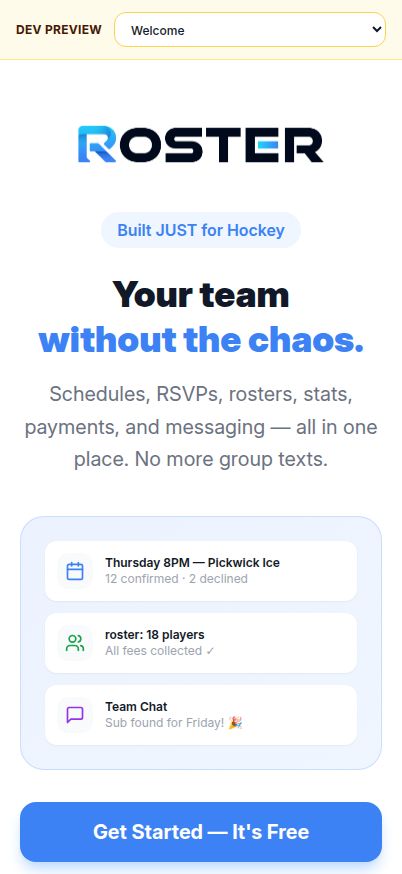 DEV PREVIEW
Welcome
ROSTER
Built JUST for Hockey
Your team
without the chaos.
Schedules, RSVPs, rosters, stats,
payments, and messaging — all in one
place. No more group texts.
Thursday 8PM — Pickwick Ice
12 confirmed · 2 declined
roster: 18 players
All fees collected ✓
Team Chat
Sub found for Friday! 🎉
Get Started — It's Free